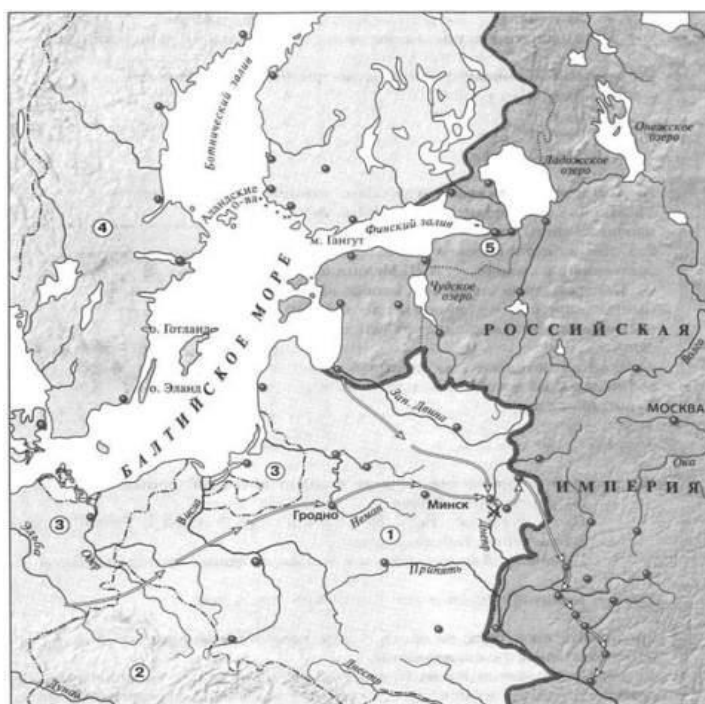 Ботнический залив
Онежское
озеро
Ладожское
озеро
Аландские
о-ва
④
м. Гангут
Финский залив
⑤
Чудское
озеро
о. Готланд
РОССИЙСКАЯ
Волга
о. Эланд
БАЛТИЙСКОЕ МОРЕ
Зап. Двина
МОСКВА
Ока
③
③
ИМПЕРИЯ
Висла
Гродно
Неман
Минск
Днепр
①
Эльба
Одер
Припять
②
Дунай
Днестр